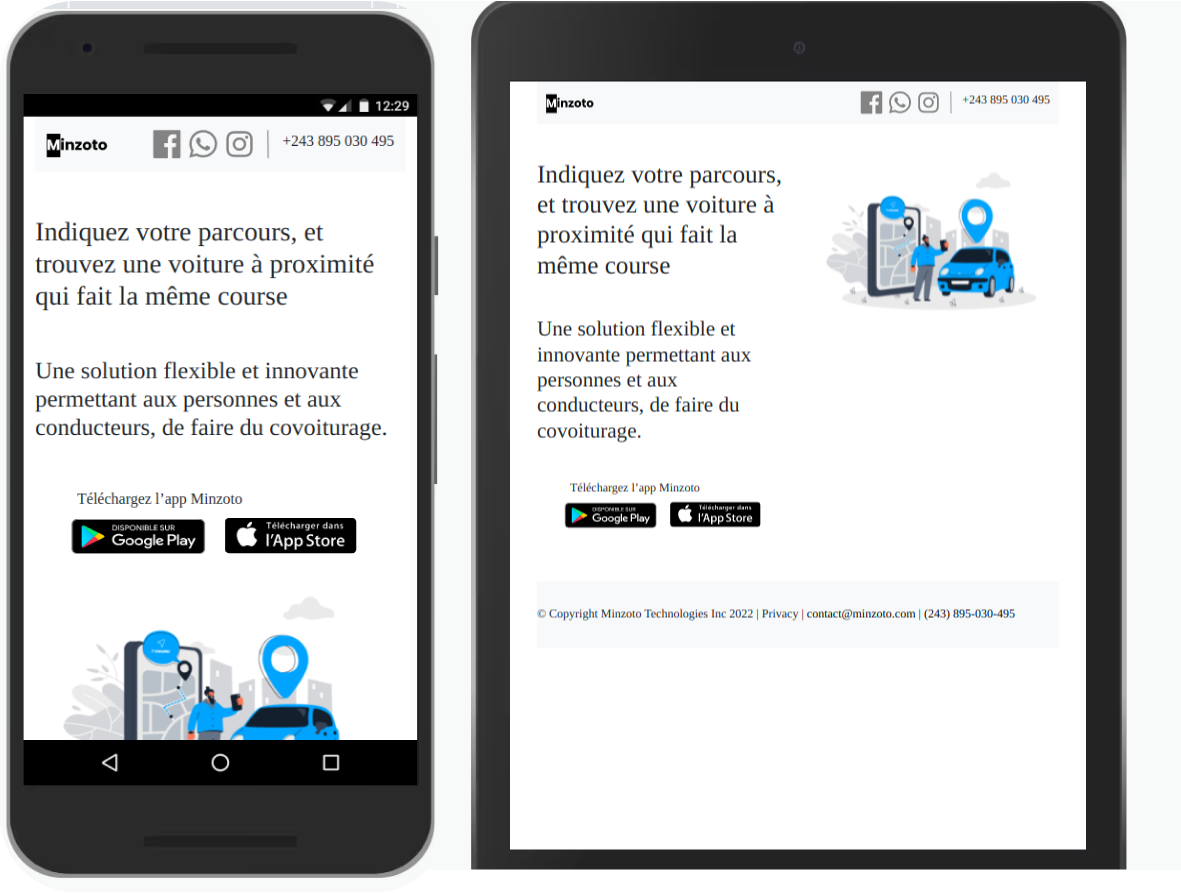 12:29
Minzoto
+243 895 030 495
Indiquez votre parcours, et
trouvez une voiture à proximité
qui fait la même course
Une solution flexible et innovante
permettant aux personnes et aux
conducteurs, de faire du covoiturage.
Téléchargez l’app Minzoto
DISPONIBLE SUR
Google Play
Télécharger dans
l'App Store
Minzoto
+243 895 030 495
Indiquez votre parcours,
et trouvez une voiture à
proximité qui fait la
même course
Une solution flexible et
innovante permettant aux
personnes et aux
conducteurs, de faire du
covoiturage.
Téléchargez l’app Minzoto
DISPONIBLE SUR
Google Play
Télécharger dans
l'App Store
© Copyright Minzoto Technologies Inc 2022 | Privacy | contact@minzoto.com | (243) 895-030-495